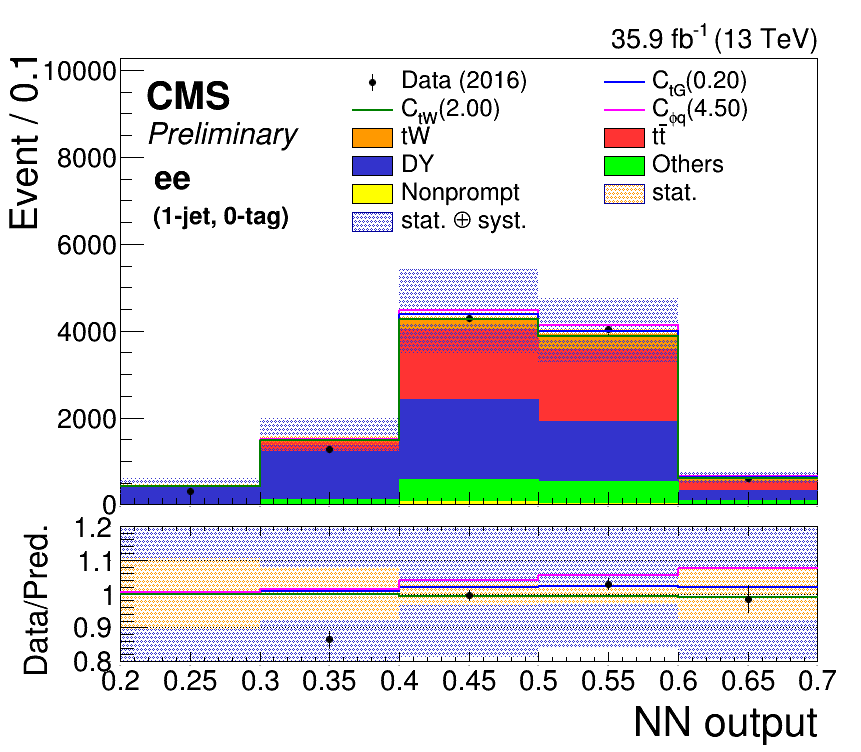 35.9 fb⁻¹ (13 TeV)
Event / 0.1
10000
8000
6000
4000
2000
0
CMS
Preliminary
ee
(1-jet, 0-tag)
Data (2016)
C_tG(0.20)
C_tW(2.00)
C_ϕq(4.50)
tW
tt̄
DY
Others
Nonprompt
stat.
stat. ⊕ syst.
Data/Pred.
1.2
1.1
1
0.9
0.8
0.2 0.25 0.3 0.35 0.4 0.45 0.5 0.55 0.6 0.65 0.7
NN output